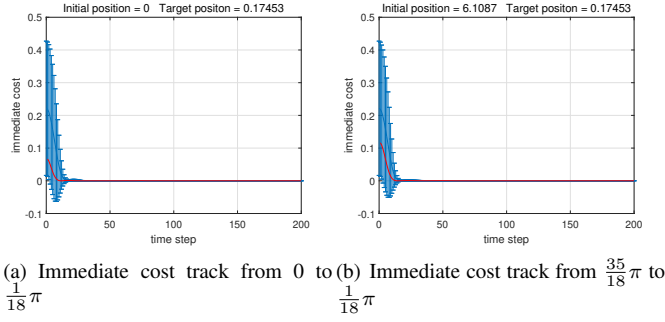 Initial position = 0   Target positon = 0.17453
0.5
0.4
0.3
0.2
0.1
0
-0.1
immediate cost
0 50 100 150 200
time step
Initial position = 6.1087   Target positon = 0.17453
0.5
0.4
0.3
0.2
0.1
0
-0.1
immediate cost
0 50 100 150 200
time step
(a) Immediate cost track from 0 to
1/18 π
(b) Immediate cost track from 35/18 π to
1/18 π